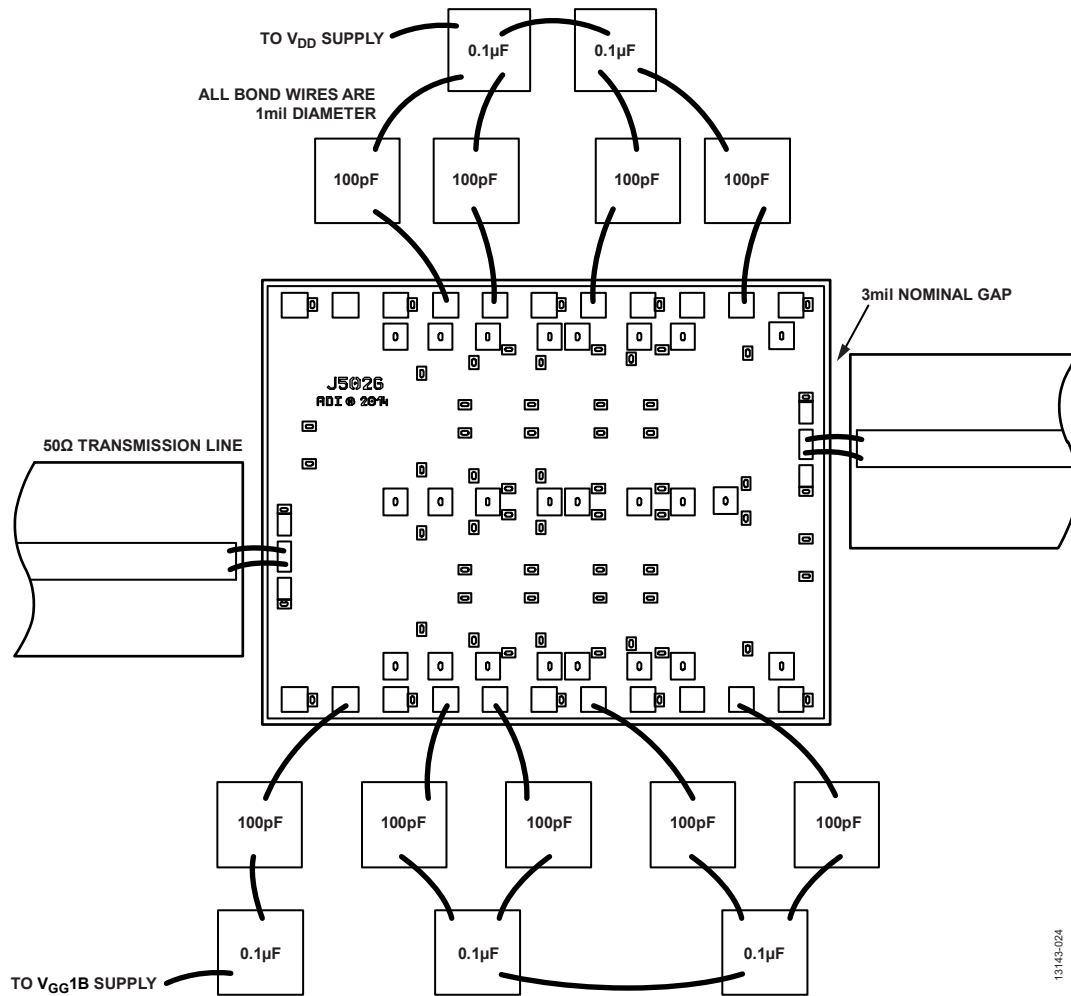 TO VDD SUPPLY
0.1µF
0.1µF
ALL BOND WIRES ARE
1mil DIAMETER
100pF
100pF
100pF
100pF
3mil NOMINAL GAP
J502G
ADI ® 2014
50Ω TRANSMISSION LINE
100pF
100pF
100pF
100pF
100pF
0.1µF
0.1µF
0.1µF
TO VGG1B SUPPLY
13143-024